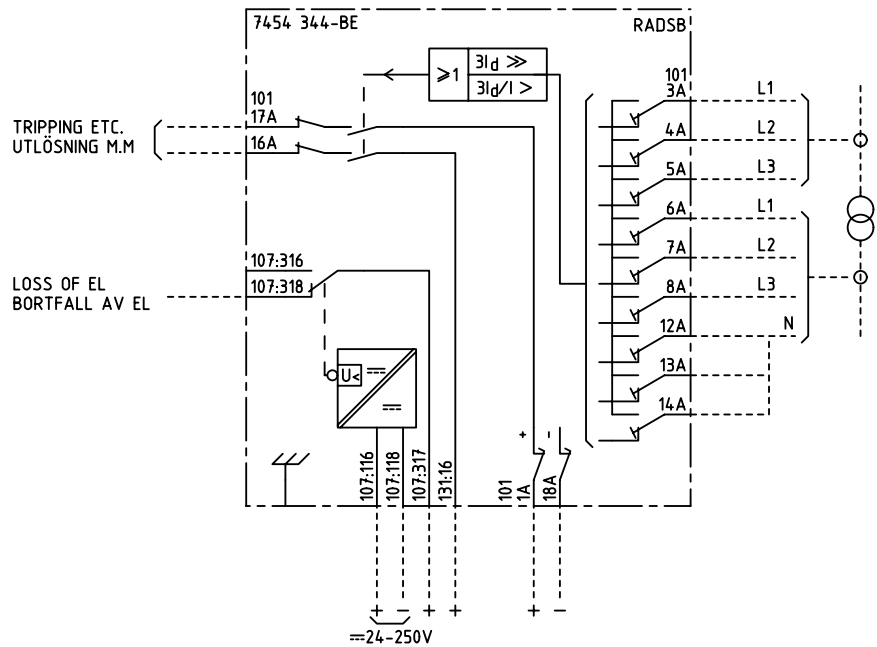 7454 344-BE
RADSB
≥1
3Id >>
3Id/I >
101
17A
16A
TRIPPING ETC.
UTLÖSNING M.M
101
3A
L1
4A
L2
5A
L3
6A
L1
7A
L2
8A
L3
12A
N
13A
14A
107:316
107:318
LOSS OF EL
BORTFALL AV EL
U<
+ -
107:116
107:118
107:317
131:16
101
1A
18A
+ - + + + -
24-250V